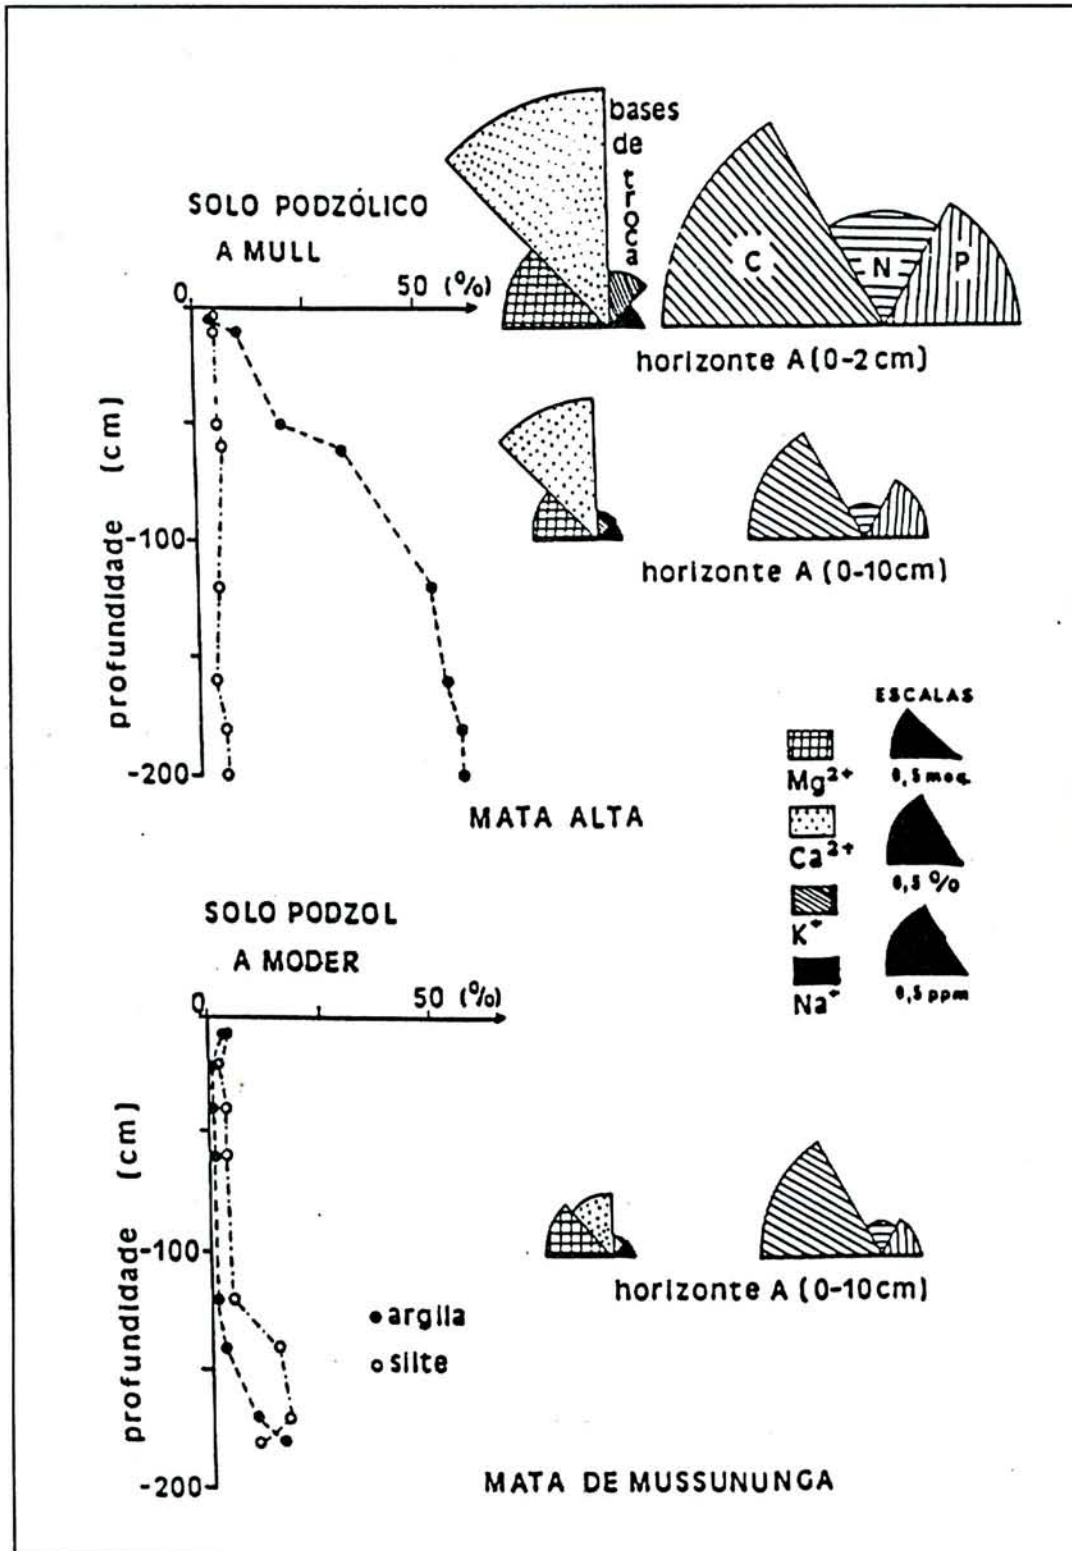 SOLO PODZÓLICO
A MULL
0 50 (%)
profundidade (cm)
-100
-200
bases
de
troca
C N P
horizonte A (0-2 cm)
horizonte A (0-10cm)
MATA ALTA
ESCALAS
Mg²⁺
0,5 meq.
Ca²⁺
0,5 %
K⁺
0,5 ppm
Na⁺
SOLO PODZOL
A MODER
0 50 (%)
profundidade (cm)
-100
-200
horizonte A (0-10cm)
argila
silte
MATA DE MUSSUNUNGA